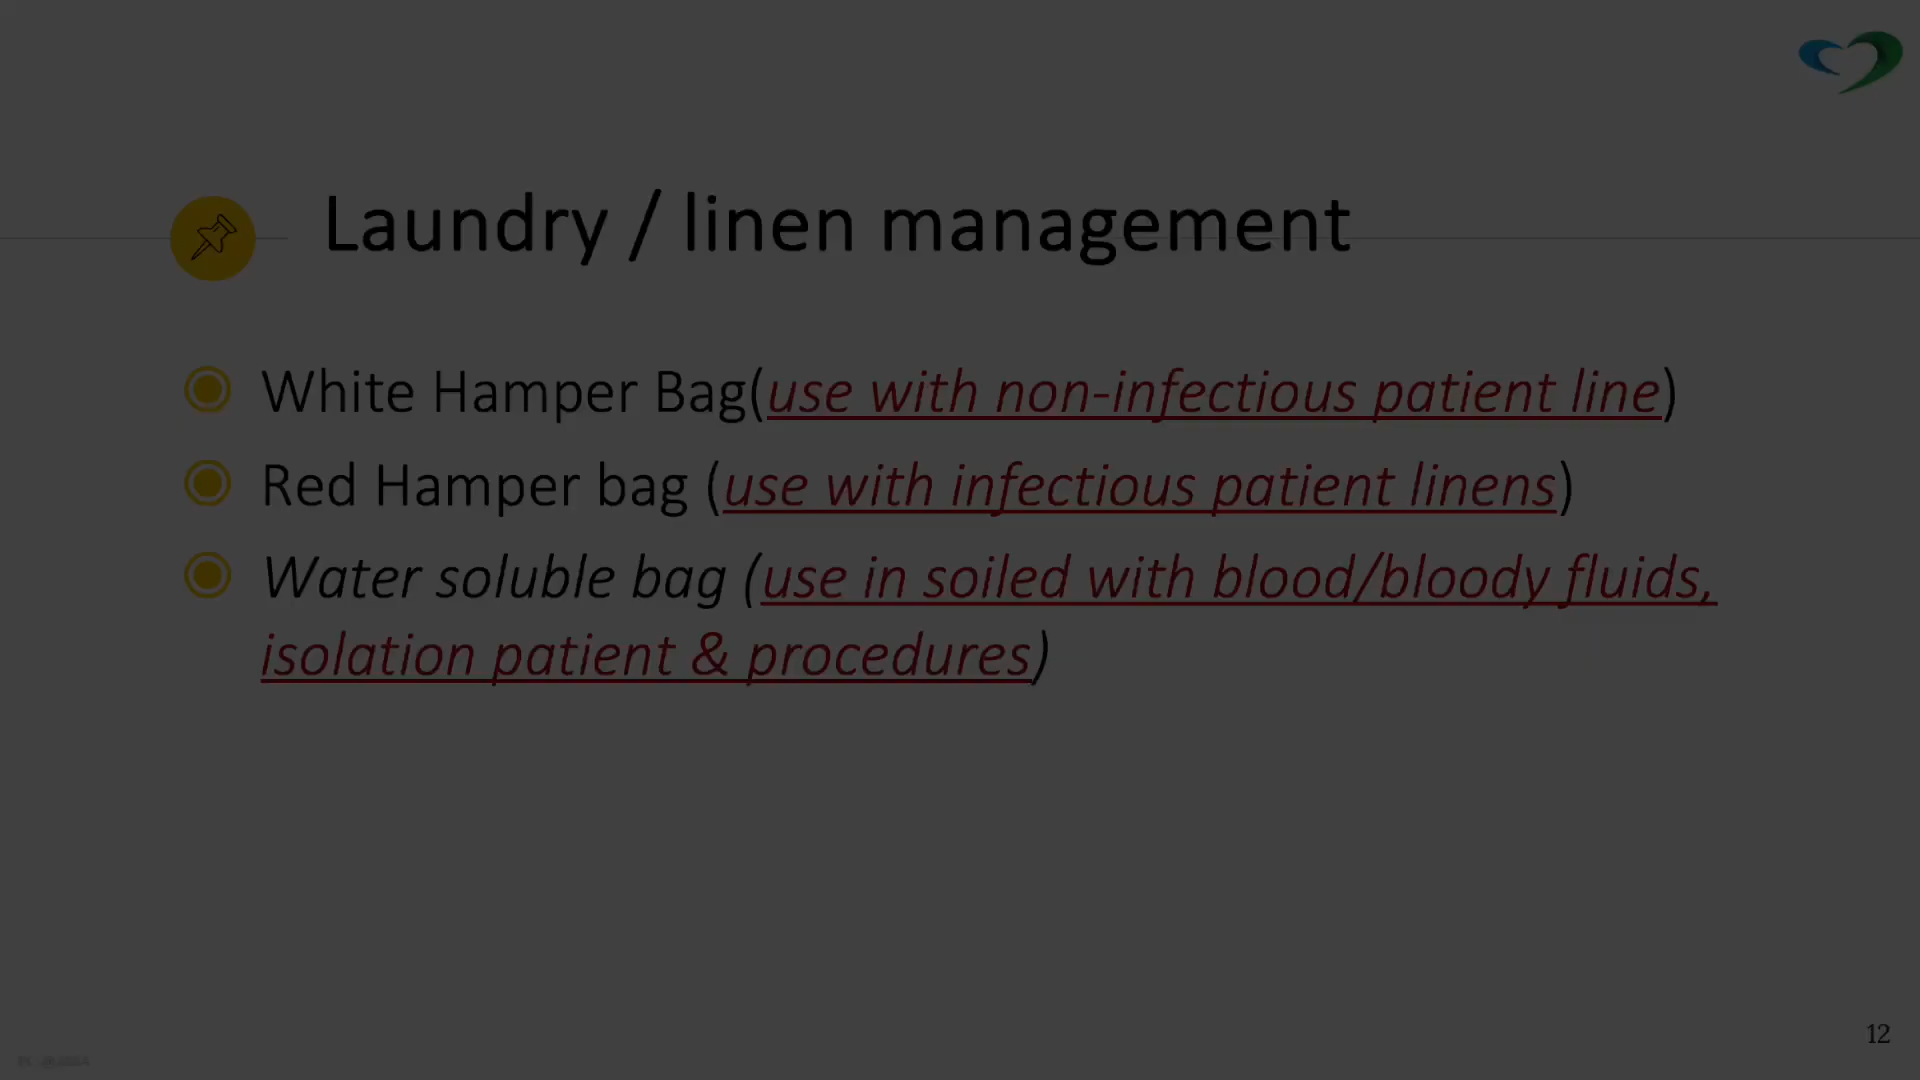 Laundry / linen management
White Hamper Bag(use with non-infectious patient line)
Red Hamper bag (use with infectious patient linens)
Water soluble bag (use in soiled with blood/bloody fluids,
isolation patient & procedures)
12